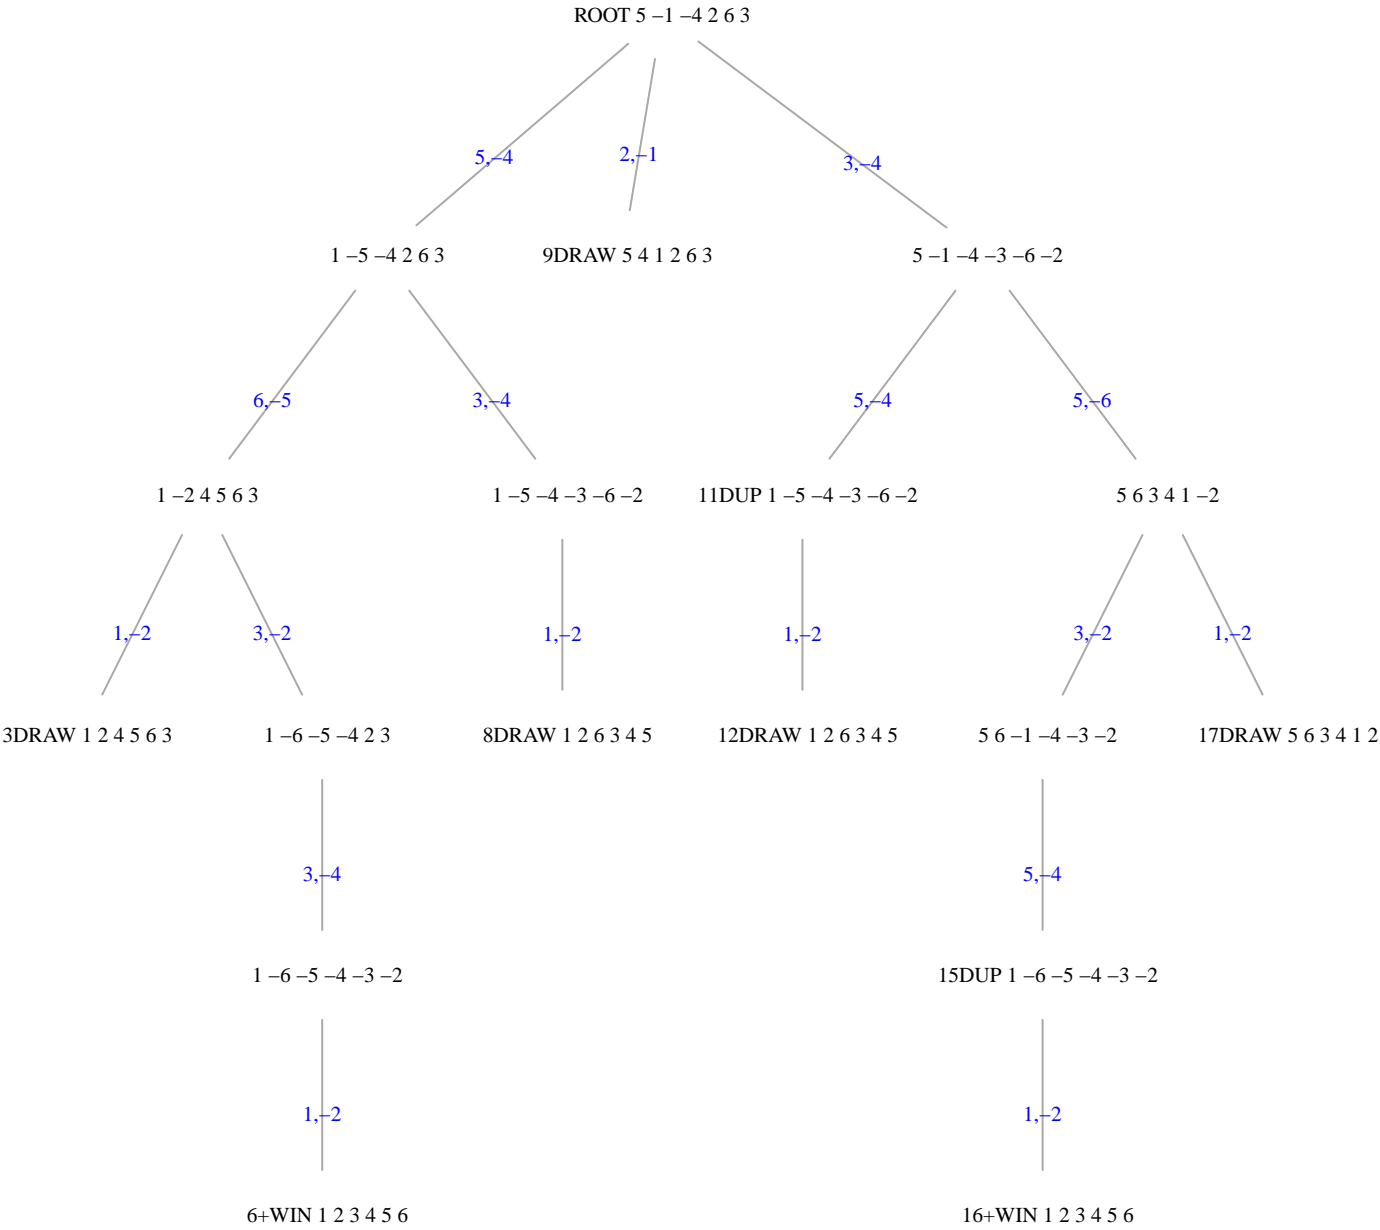 ROOT 5 –1 –4 2 6 3
5,–4
2,–1
3,–4
1 –5 –4 2 6 3
9DRAW 5 4 1 2 6 3
5 –1 –4 –3 –6 –2
6,–5
3,–4
5,–4
5,–6
1 –2 4 5 6 3
1 –5 –4 –3 –6 –2
11DUP 1 –5 –4 –3 –6 –2
5 6 3 4 1 –2
1,–2
3,–2
1,–2
1,–2
3,–2
1,–2
3DRAW 1 2 4 5 6 3
1 –6 –5 –4 2 3
8DRAW 1 2 6 3 4 5
12DRAW 1 2 6 3 4 5
5 6 –1 –4 –3 –2
17DRAW 5 6 3 4 1 2
3,–4
5,–4
1 –6 –5 –4 –3 –2
15DUP 1 –6 –5 –4 –3 –2
1,–2
1,–2
6+WIN 1 2 3 4 5 6
16+WIN 1 2 3 4 5 6